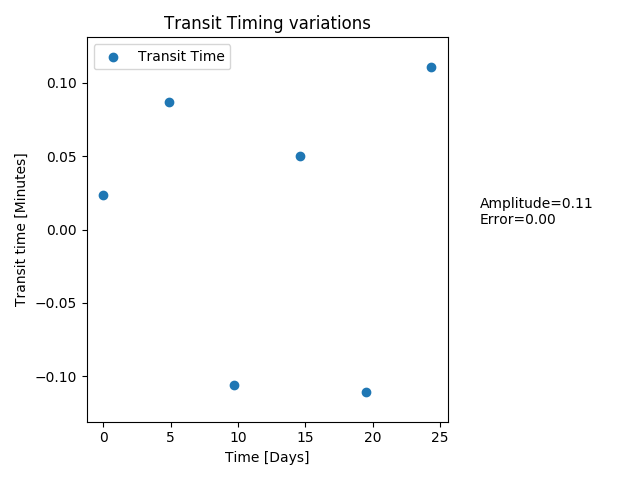 Transit Timing variations
Transit Time
0.10
0.05
0.00
−0.05
−0.10
Transit time [Minutes]
0 5 10 15 20 25
Time [Days]
Amplitude=0.11
Error=0.00